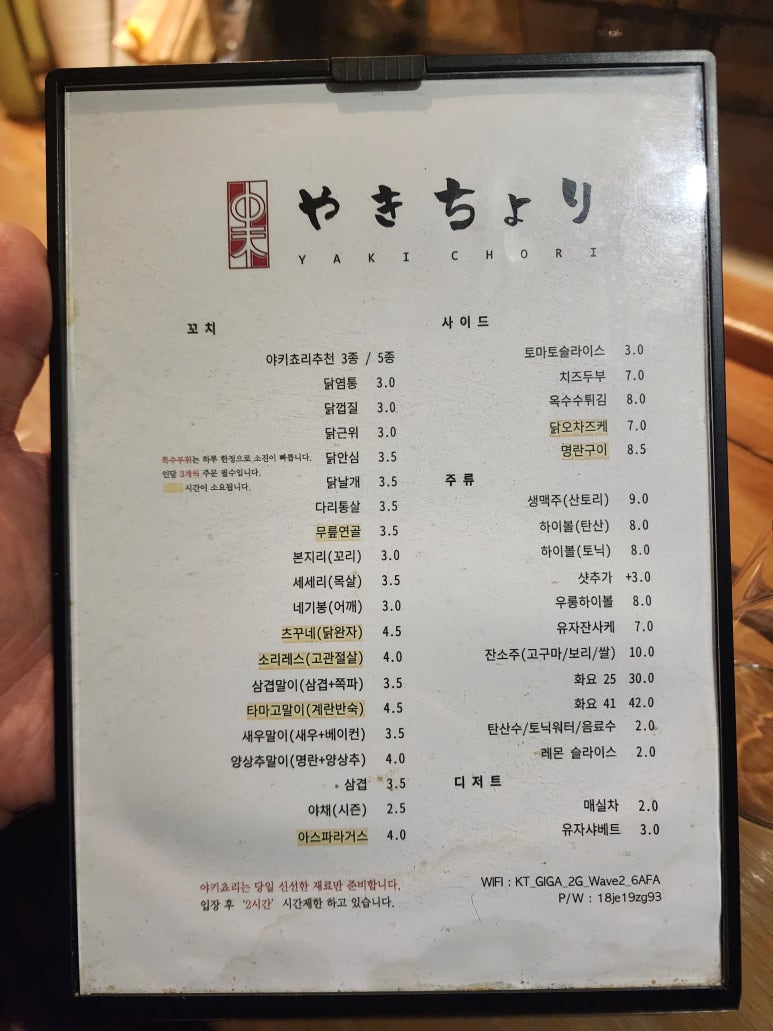 やきちょり
YAKI CHORI
꼬치
야키쵸리추천 3종 / 5종
닭염통 3.0
닭껍질 3.0
닭근위 3.0
닭안심 3.5
닭날개 3.5
다리통살 3.5
무릎연골 3.5
본지리(꼬리) 3.0
세세리(목살) 3.5
네기봉(어깨) 3.0
츠꾸네(닭완자) 4.5
소리레스(고관절살) 4.0
삼겹말이(삼겹+쪽파) 3.5
타마고말이(계란반숙) 4.5
새우말이(새우+베이컨) 3.5
양상추말이(명란+양상추) 4.0
삼겹 3.5
야채(시즌) 2.5
아스파라거스 4.0
특수부위는 하루 한정으로 소진이 빠릅니다.
인당 3개씩 주문 필수입니다.
시간이 소요됩니다.
사이드
토마토슬라이스 3.0
치즈두부 7.0
옥수수튀김 8.0
닭오차즈케 7.0
명란구이 8.5
주류
생맥주(산토리) 9.0
하이볼(탄산) 8.0
하이볼(토닉) 8.0
샷추가 +3.0
우롱하이볼 8.0
유자잔사케 7.0
잔소주(고구마/보리/쌀) 10.0
화요 25 30.0
화요 41 42.0
탄산수/토닉워터/음료수 2.0
레몬 슬라이스 2.0
디저트
매실차 2.0
유자샤베트 3.0
야키쵸리는 당일 신선한 재료만 준비합니다.
입장 후 '2시간' 시간제한 하고 있습니다.
WIFI : KT_GIGA_2G_Wave2_6AFA
P/W : 18je19zg93